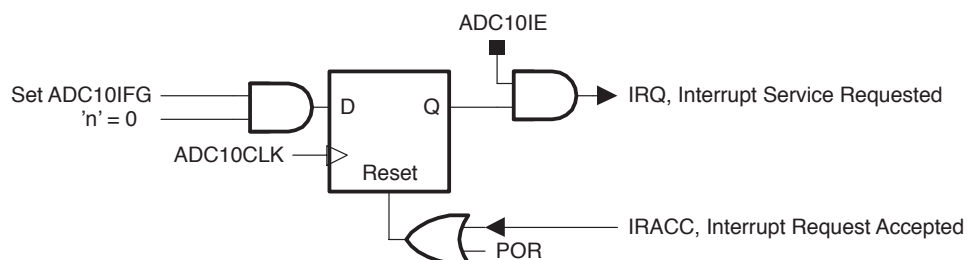 ADC10IE
Set ADC10IFG
'n' = 0
D
Q
IRQ, Interrupt Service Requested
ADC10CLK
Reset
IRACC, Interrupt Request Accepted
POR